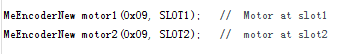 MeEncoderNew motor1(0x09, SLOT1);   //  Motor at slot1
MeEncoderNew motor2(0x09, SLOT2);   //  motor at slot2